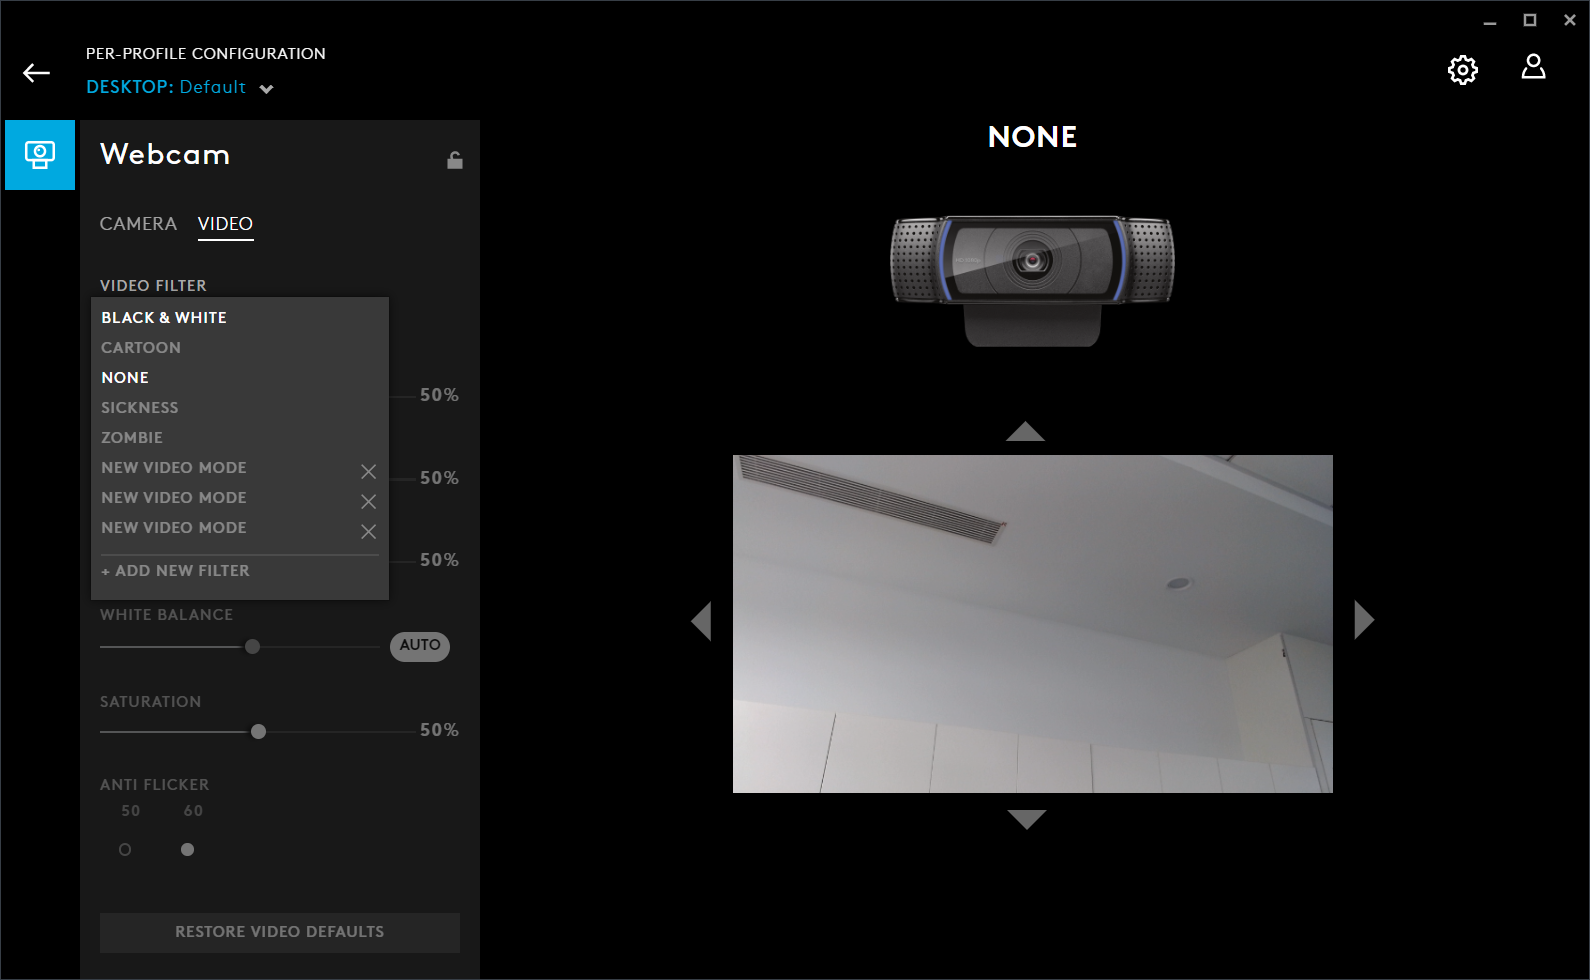 PER-PROFILE CONFIGURATION
DESKTOP: Default
NONE
Webcam
CAMERA VIDEO
VIDEO FILTER
BLACK & WHITE
CARTOON
NONE
50%
SICKNESS
ZOMBIE
NEW VIDEO MODE
50%
NEW VIDEO MODE
NEW VIDEO MODE
50%
+ ADD NEW FILTER
WHITE BALANCE
AUTO
SATURATION
50%
ANTI FLICKER
50 60
RESTORE VIDEO DEFAULTS